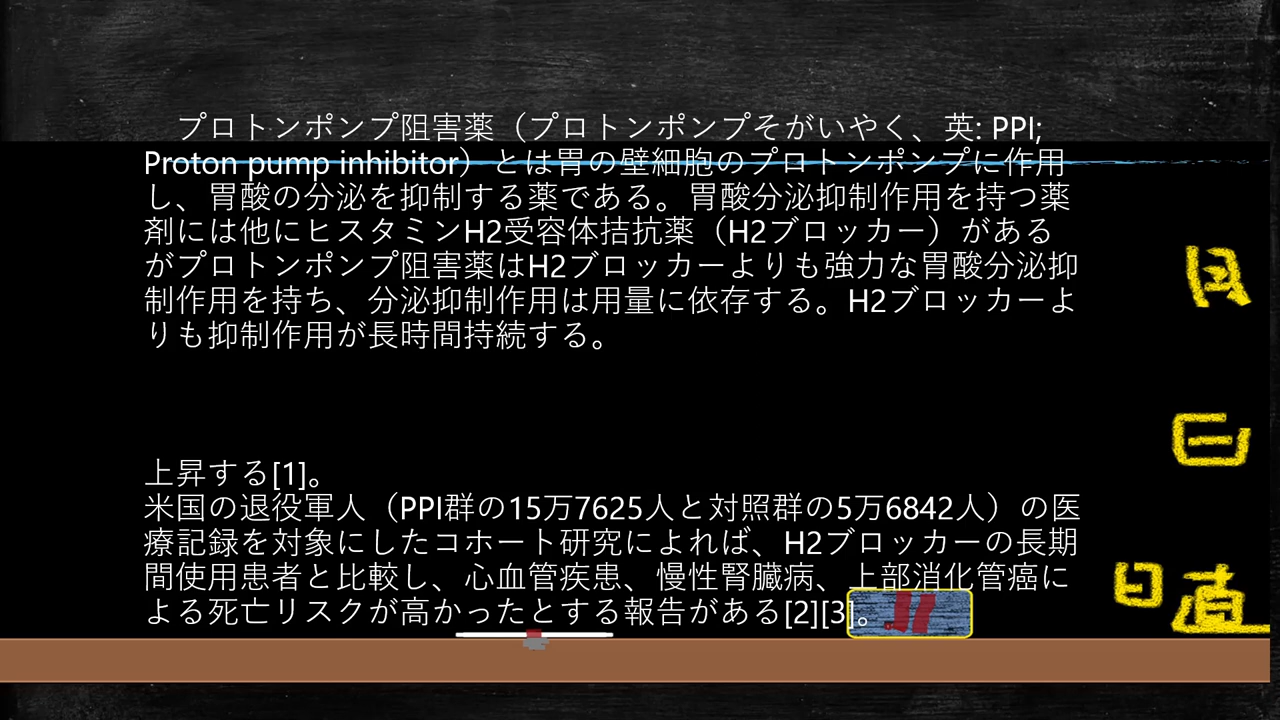 プロトンポンプ阻害薬（プロトンポンプそがいやく、英: PPI;
Proton pump inhibitor）とは胃の壁細胞のプロトンポンプに作用
し、胃酸の分泌を抑制する薬である。胃酸分泌抑制作用を持つ薬
剤には他にヒスタミンH2受容体拮抗薬（H2ブロッカー）がある
がプロトンポンプ阻害薬はH2ブロッカーよりも強力な胃酸分泌抑
制作用を持ち、分泌抑制作用は用量に依存する。H2ブロッカーよ
りも抑制作用が長時間持続する。
上昇する[1]。
米国の退役軍人（PPI群の15万7625人と対照群の5万6842人）の医
療記録を対象にしたコホート研究によれば、H2ブロッカーの長期
間使用患者と比較し、心血管疾患、慢性腎臓病、上部消化管癌に
よる死亡リスクが高かったとする報告がある[2][3]。
日直